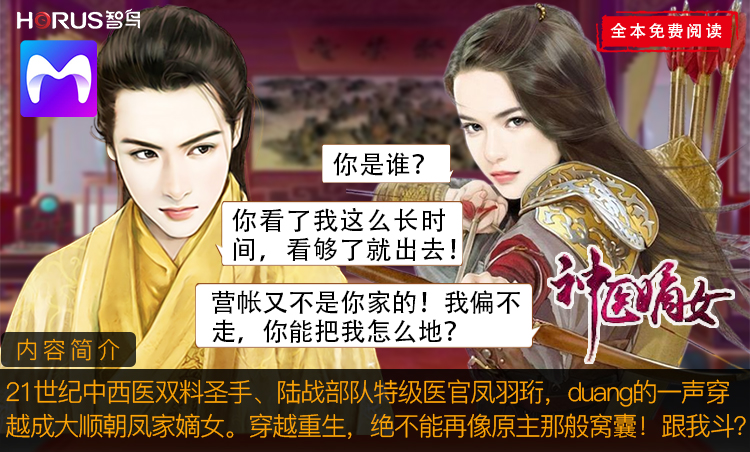 HORUS智鸟
全本免费阅读
你是谁？
你看了我这么长时
间，看够了就出去！
营帐又不是你家的！我偏不
走，你能把我怎么地？
神医嫡女
内容简介
21世纪中西医双料圣手、陆战部队特级医官凤羽珩，duang的一声穿
越成大顺朝凤家嫡女。穿越重生，绝不能再像原主那般窝囊！跟我斗？